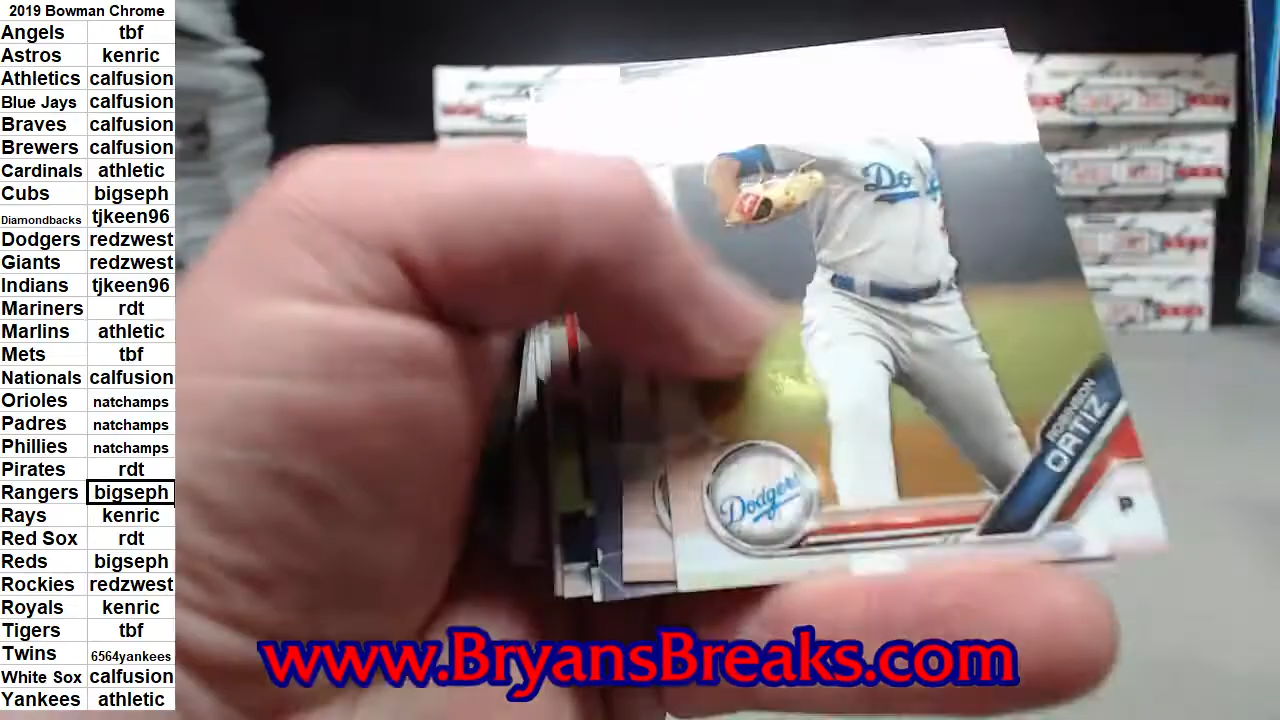 2019 Bowman Chrome
Angels tbf
Astros kenric
Athletics calfusion
Blue Jays calfusion
Braves calfusion
Brewers calfusion
Cardinals athletic
Cubs bigseph
Diamondbacks tjkeen96
Dodgers redzwest
Giants redzwest
Indians tjkeen96
Mariners rdt
Marlins athletic
Mets tbf
Nationals calfusion
Orioles natchamps
Padres natchamps
Phillies natchamps
Pirates rdt
Rangers bigseph
Rays kenric
Red Sox rdt
Reds bigseph
Rockies redzwest
Royals kenric
Tigers tbf
Twins 6564yankees
White Sox calfusion
Yankees athletic
Dodgers
ROBINSON
ORTIZ
P
www.BryansBreaks.com